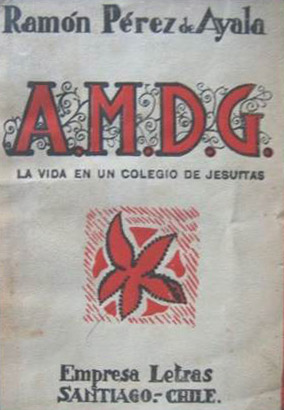 Ramón Pérez de Ayala
A.M.D.G.
LA VIDA EN UN COLEGIO DE JESUITAS
Empresa Letras
SANTIAGO.- CHILE.